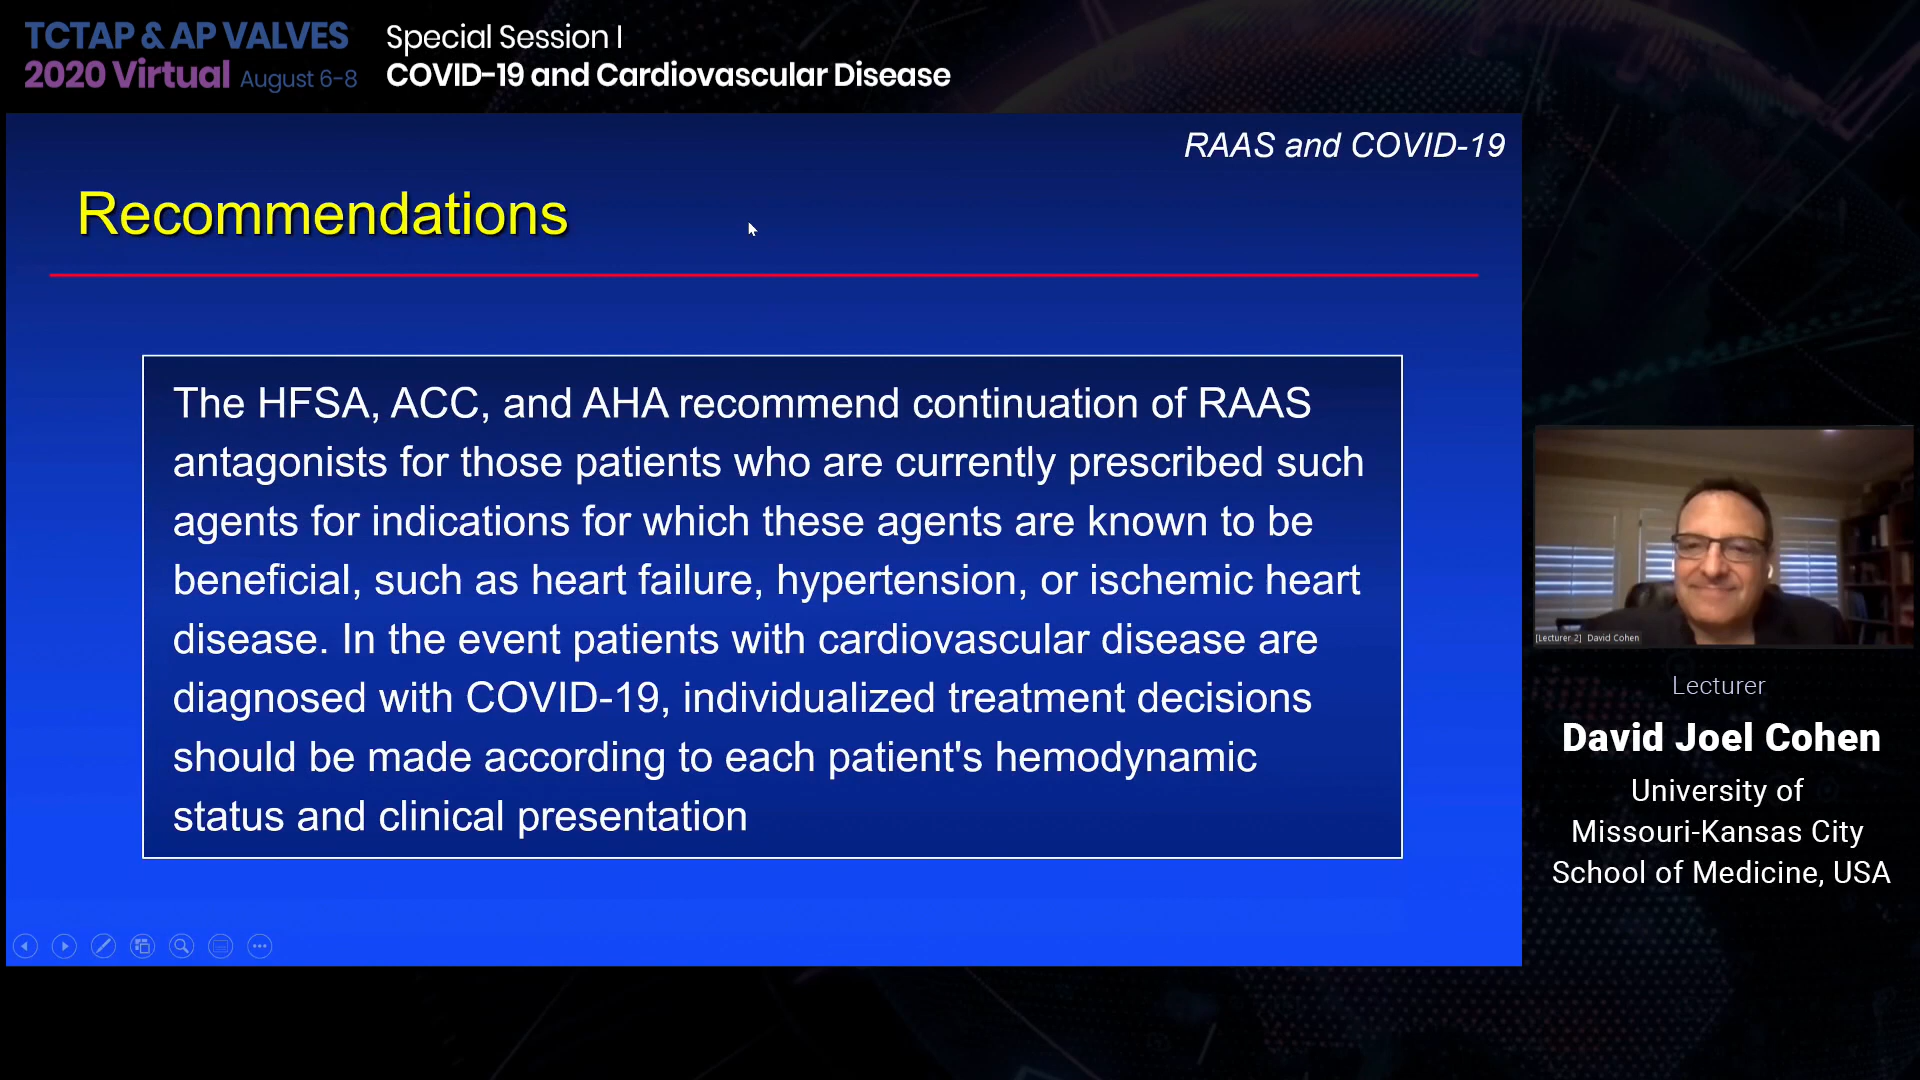 TCTAP & AP VALVES
2020 Virtual August 6-8
Special Session I
COVID-19 and Cardiovascular Disease
RAAS and COVID-19
Recommendations
The HFSA, ACC, and AHA recommend continuation of RAAS
antagonists for those patients who are currently prescribed such
agents for indications for which these agents are known to be
beneficial, such as heart failure, hypertension, or ischemic heart
disease. In the event patients with cardiovascular disease are
diagnosed with COVID-19, individualized treatment decisions
should be made according to each patient's hemodynamic
status and clinical presentation
[Lecturer 2] David Cohen
Lecturer
David Joel Cohen
University of
Missouri-Kansas City
School of Medicine, USA